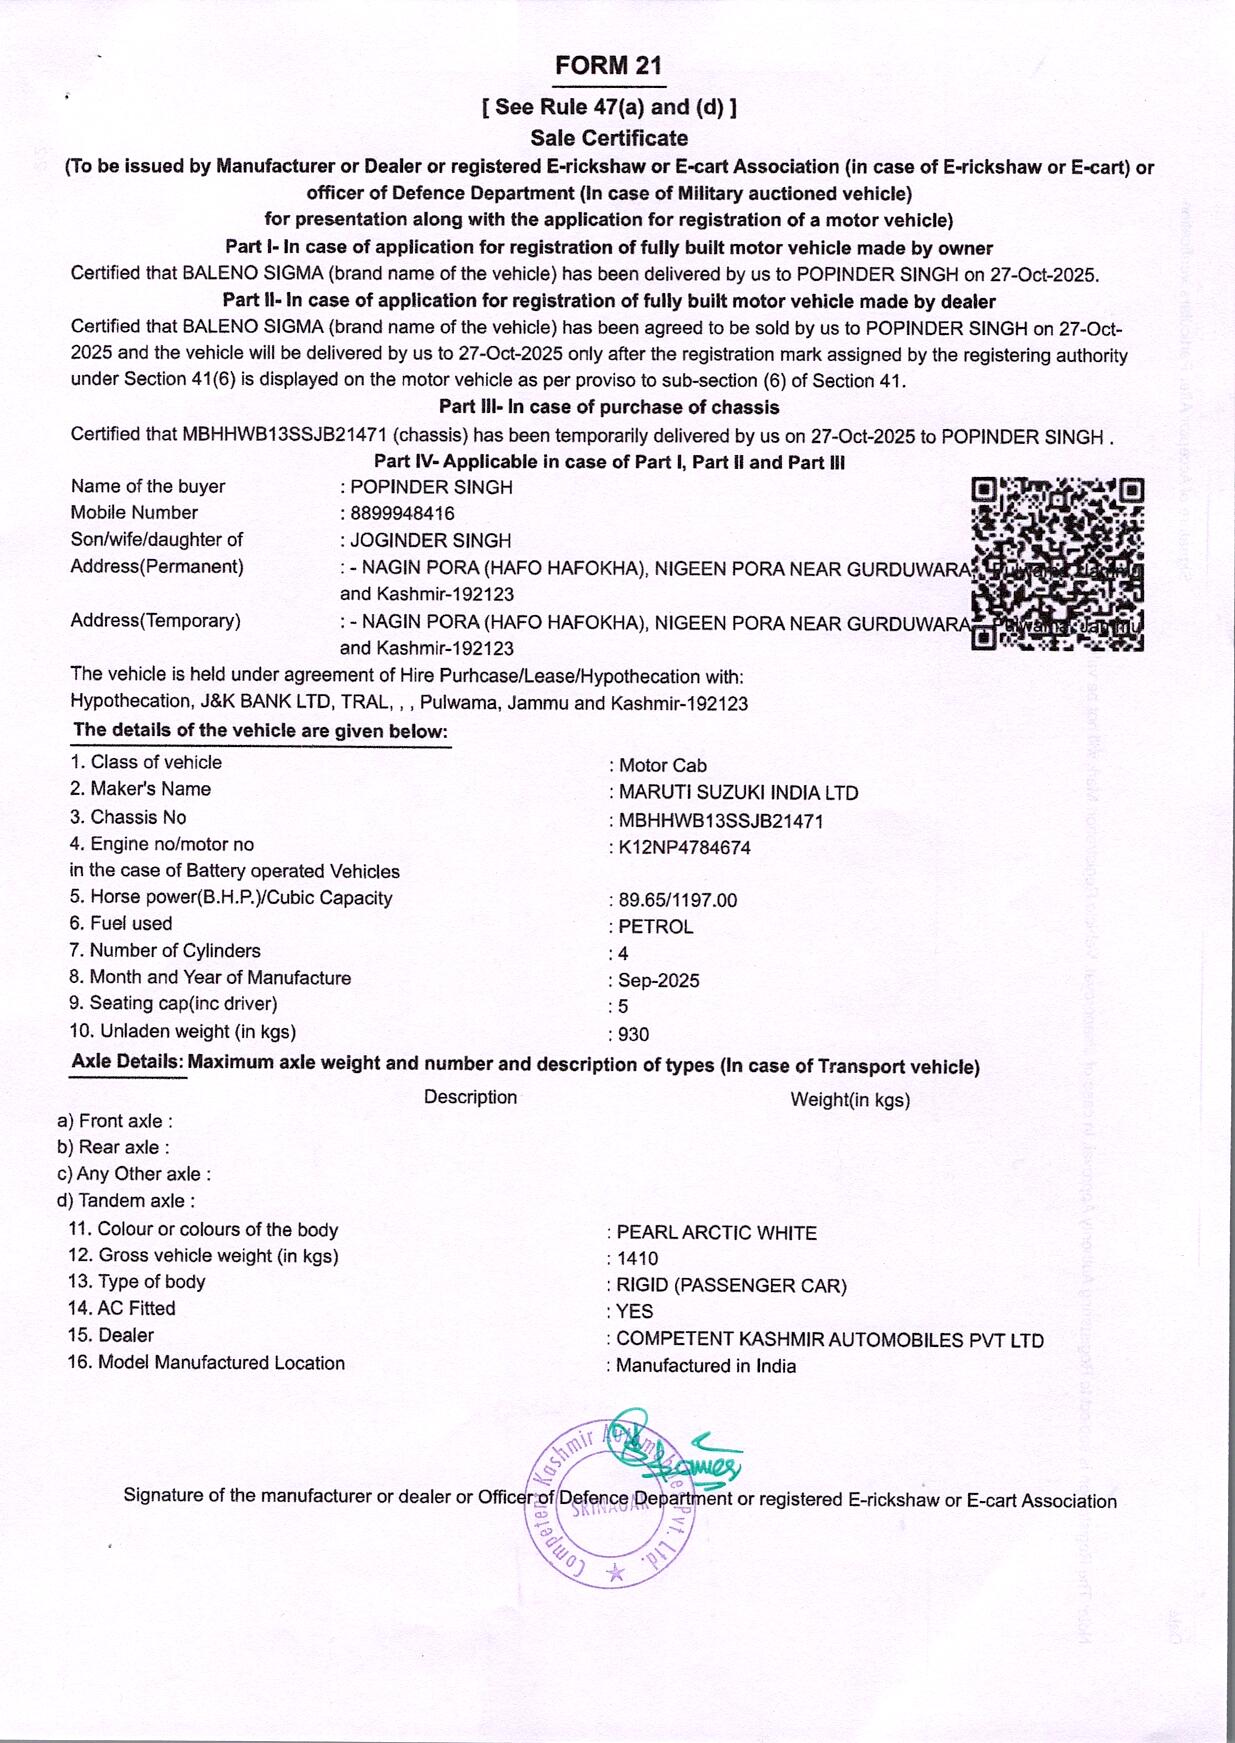 FORM 21
[ See Rule 47(a) and (d) ]
Sale Certificate
(To be issued by Manufacturer or Dealer or registered E-rickshaw or E-cart Association (in case of E-rickshaw or E-cart) or
officer of Defence Department (In case of Military auctioned vehicle)
for presentation along with the application for registration of a motor vehicle)
Part I- In case of application for registration of fully built motor vehicle made by owner
Certified that BALENO SIGMA (brand name of the vehicle) has been delivered by us to POPINDER SINGH on 27-Oct-2025.
Part II- In case of application for registration of fully built motor vehicle made by dealer
Certified that BALENO SIGMA (brand name of the vehicle) has been agreed to be sold by us to POPINDER SINGH on 27-Oct-
2025 and the vehicle will be delivered by us to 27-Oct-2025 only after the registration mark assigned by the registering authority
under Section 41(6) is displayed on the motor vehicle as per proviso to sub-section (6) of Section 41.
Part III- In case of purchase of chassis
Certified that MBHHWB13SSJB21471 (chassis) has been temporarily delivered by us on 27-Oct-2025 to POPINDER SINGH .
Part IV- Applicable in case of Part I, Part II and Part III
Name of the buyer : POPINDER SINGH
Mobile Number : 8899948416
Son/wife/daughter of : JOGINDER SINGH
Address(Permanent) : - NAGIN PORA (HAFO HAFOKHA), NIGEEN PORA NEAR GURDUWARA, Pulwama, Jammu
and Kashmir-192123
Address(Temporary) : - NAGIN PORA (HAFO HAFOKHA), NIGEEN PORA NEAR GURDUWARA, Pulwama, Jammu
and Kashmir-192123
The vehicle is held under agreement of Hire Purhcase/Lease/Hypothecation with:
Hypothecation, J&K BANK LTD, TRAL, , , Pulwama, Jammu and Kashmir-192123
The details of the vehicle are given below:
1. Class of vehicle : Motor Cab
2. Maker's Name : MARUTI SUZUKI INDIA LTD
3. Chassis No : MBHHWB13SSJB21471
4. Engine no/motor no : K12NP4784674
in the case of Battery operated Vehicles
5. Horse power(B.H.P.)/Cubic Capacity : 89.65/1197.00
6. Fuel used : PETROL
7. Number of Cylinders : 4
8. Month and Year of Manufacture : Sep-2025
9. Seating cap(inc driver) : 5
10. Unladen weight (in kgs) : 930
Axle Details: Maximum axle weight and number and description of types (In case of Transport vehicle)
Description Weight(in kgs)
a) Front axle :
b) Rear axle :
c) Any Other axle :
d) Tandem axle :
11. Colour or colours of the body : PEARL ARCTIC WHITE
12. Gross vehicle weight (in kgs) : 1410
13. Type of body : RIGID (PASSENGER CAR)
14. AC Fitted : YES
15. Dealer : COMPETENT KASHMIR AUTOMOBILES PVT LTD
16. Model Manufactured Location : Manufactured in India
Competent Kashmir Automobiles Pvt. Ltd.
SRINAGAR
Signature of the manufacturer or dealer or Officer of Defence Department or registered E-rickshaw or E-cart Association